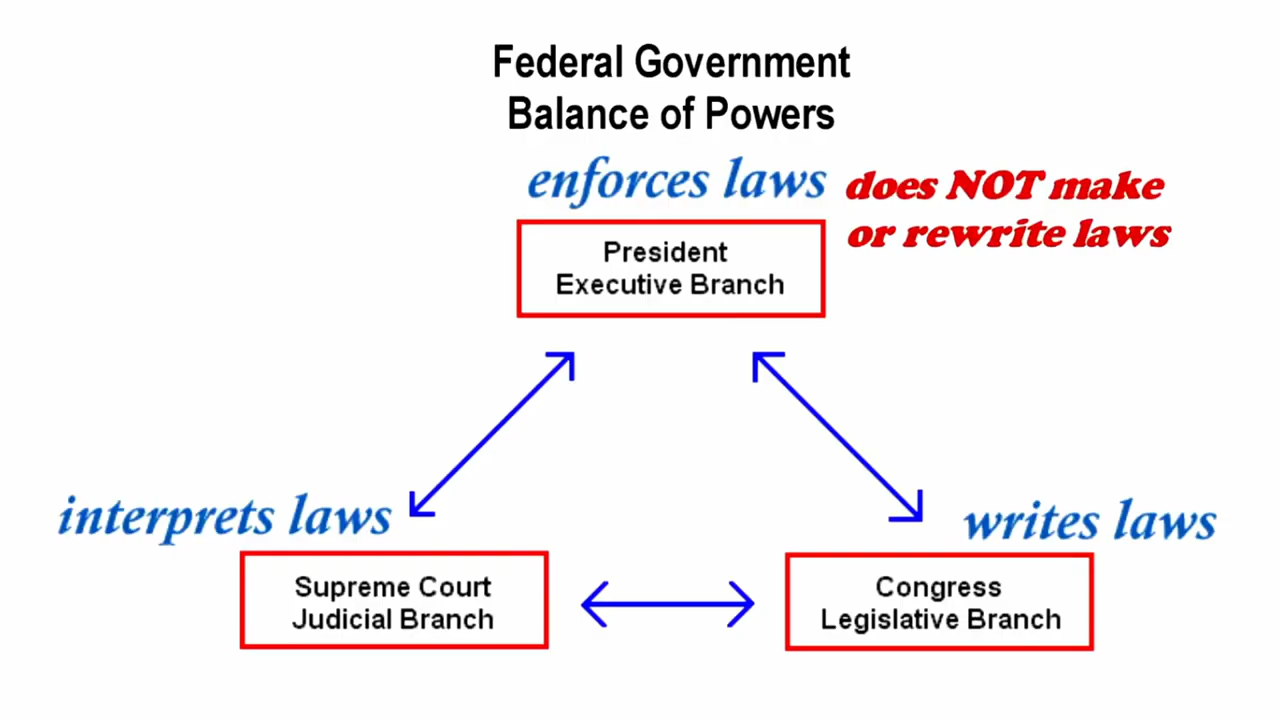 Federal Government
Balance of Powers
enforces laws
does NOT make
or rewrite laws
President
Executive Branch
interprets laws
writes laws
Supreme Court
Judicial Branch
Congress
Legislative Branch